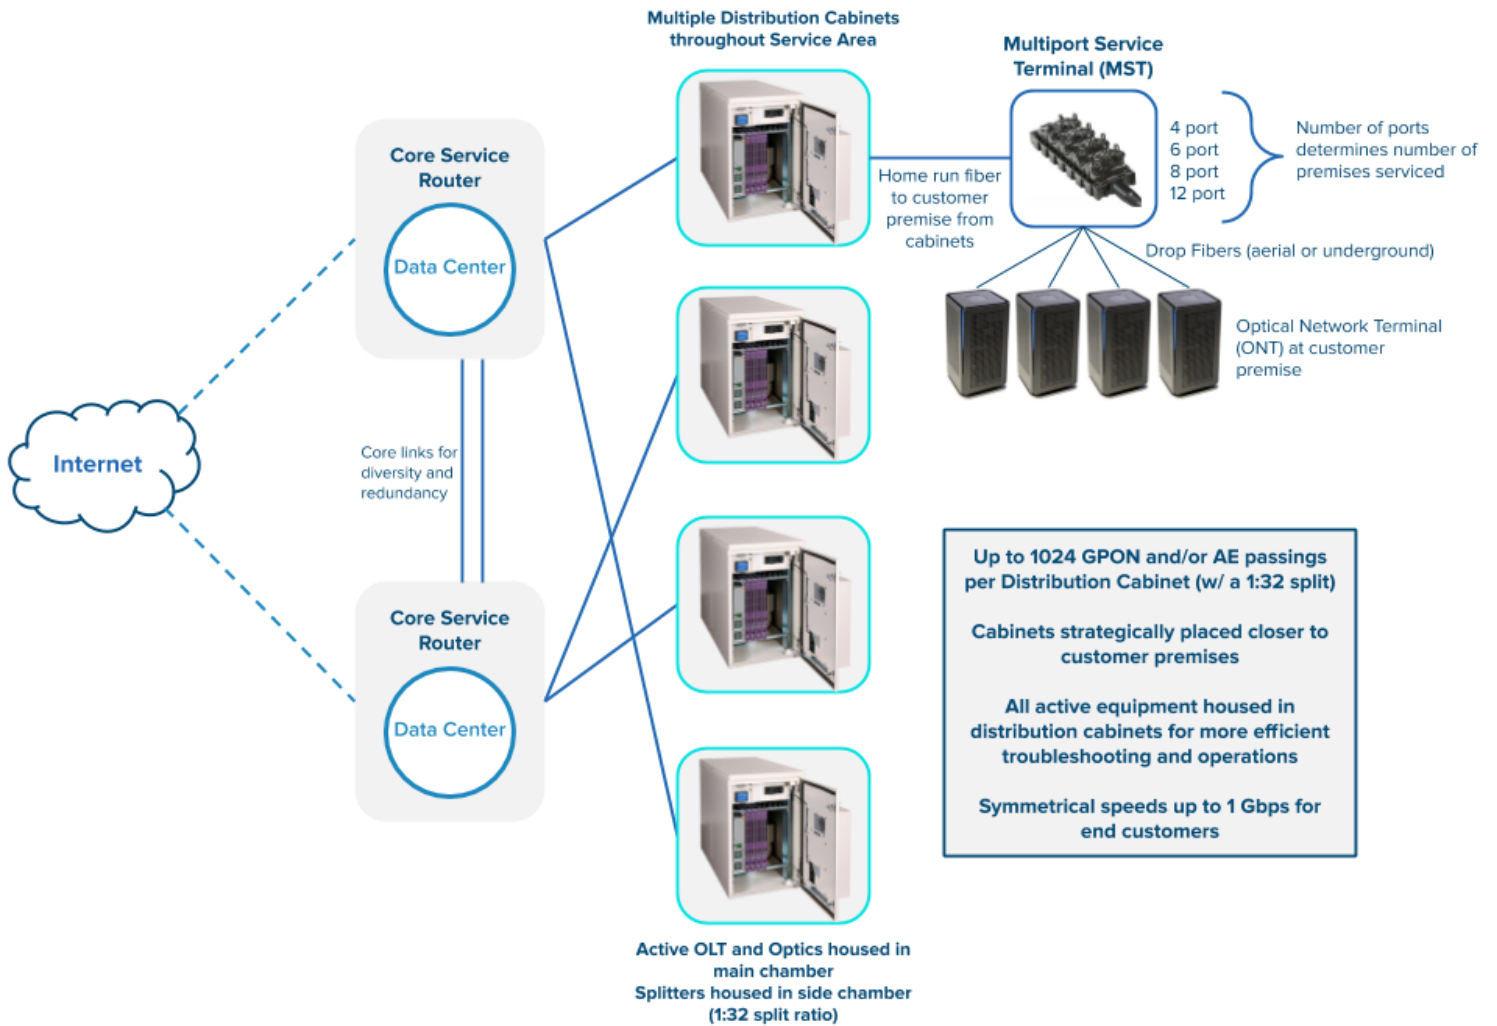 Multiple Distribution Cabinets
throughout Service Area
Multiport Service
Terminal (MST)
Core Service
Router
Data Center
4 port
6 port
8 port
12 port
Number of ports
determines number of
premises serviced
Home run fiber
to customer
premise from
cabinets
Drop Fibers (aerial or underground)
Optical Network Terminal
(ONT) at customer
premise
Internet
Core links for
diversity and
redundancy
Core Service
Router
Data Center
Up to 1024 GPON and/or AE passings
per Distribution Cabinet (w/ a 1:32 split)
Cabinets strategically placed closer to
customer premises
All active equipment housed in
distribution cabinets for more efficient
troubleshooting and operations
Symmetrical speeds up to 1 Gbps for
end customers
Active OLT and Optics housed in
main chamber
Splitters housed in side chamber
(1:32 split ratio)